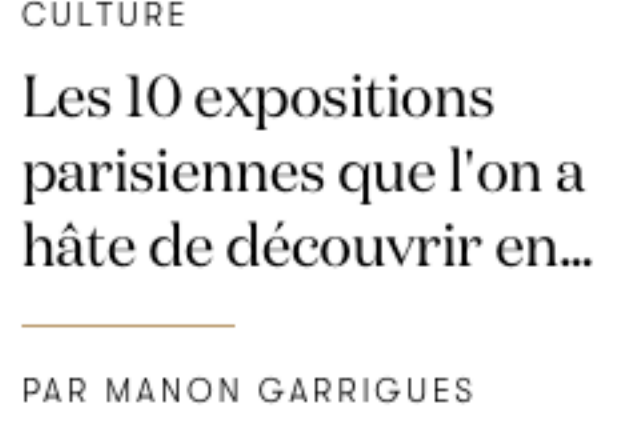 CULTURE
Les 10 expositions
parisiennes que l'on a
hâte de découvrir en...
PAR MANON GARRIGUES